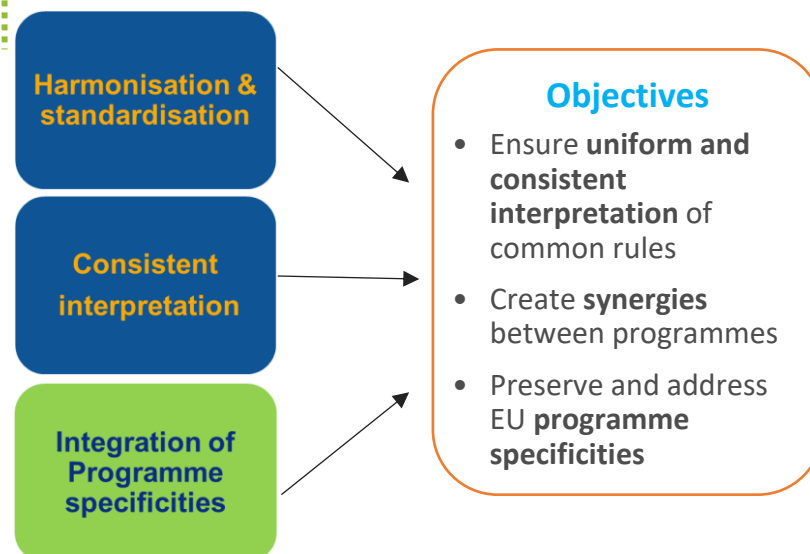 Harmonisation &
standardisation
Consistent
interpretation
Integration of
Programme
specificities
Objectives
• Ensure uniform and
consistent
interpretation of
common rules
• Create synergies
between programmes
• Preserve and address
EU programme
specificities